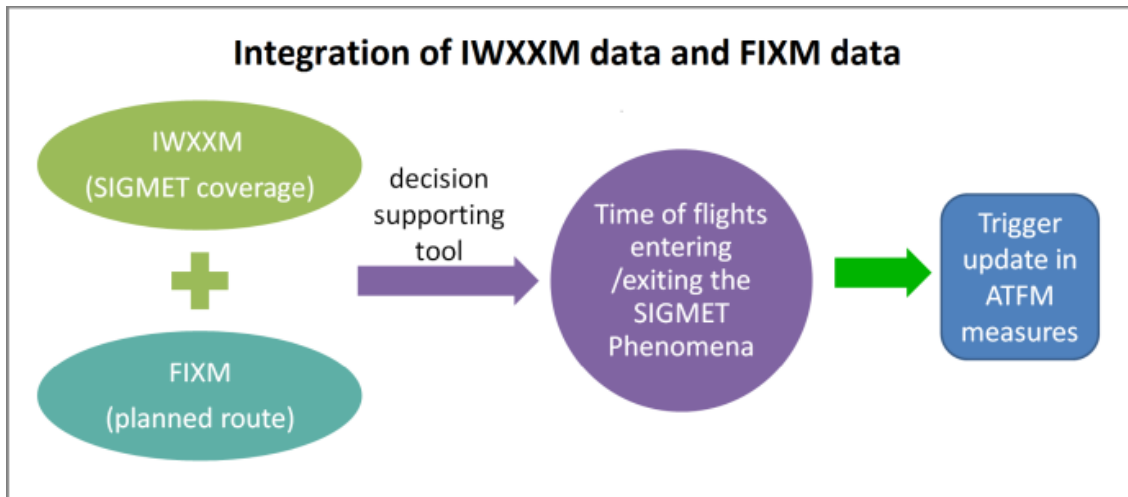 Integration of IWXXM data and FIXM data
IWXXM
(SIGMET coverage)
FIXM
(planned route)
decision
supporting
tool
Time of flights
entering
/exiting the
SIGMET
Phenomena
Trigger
update in
ATFM
measures